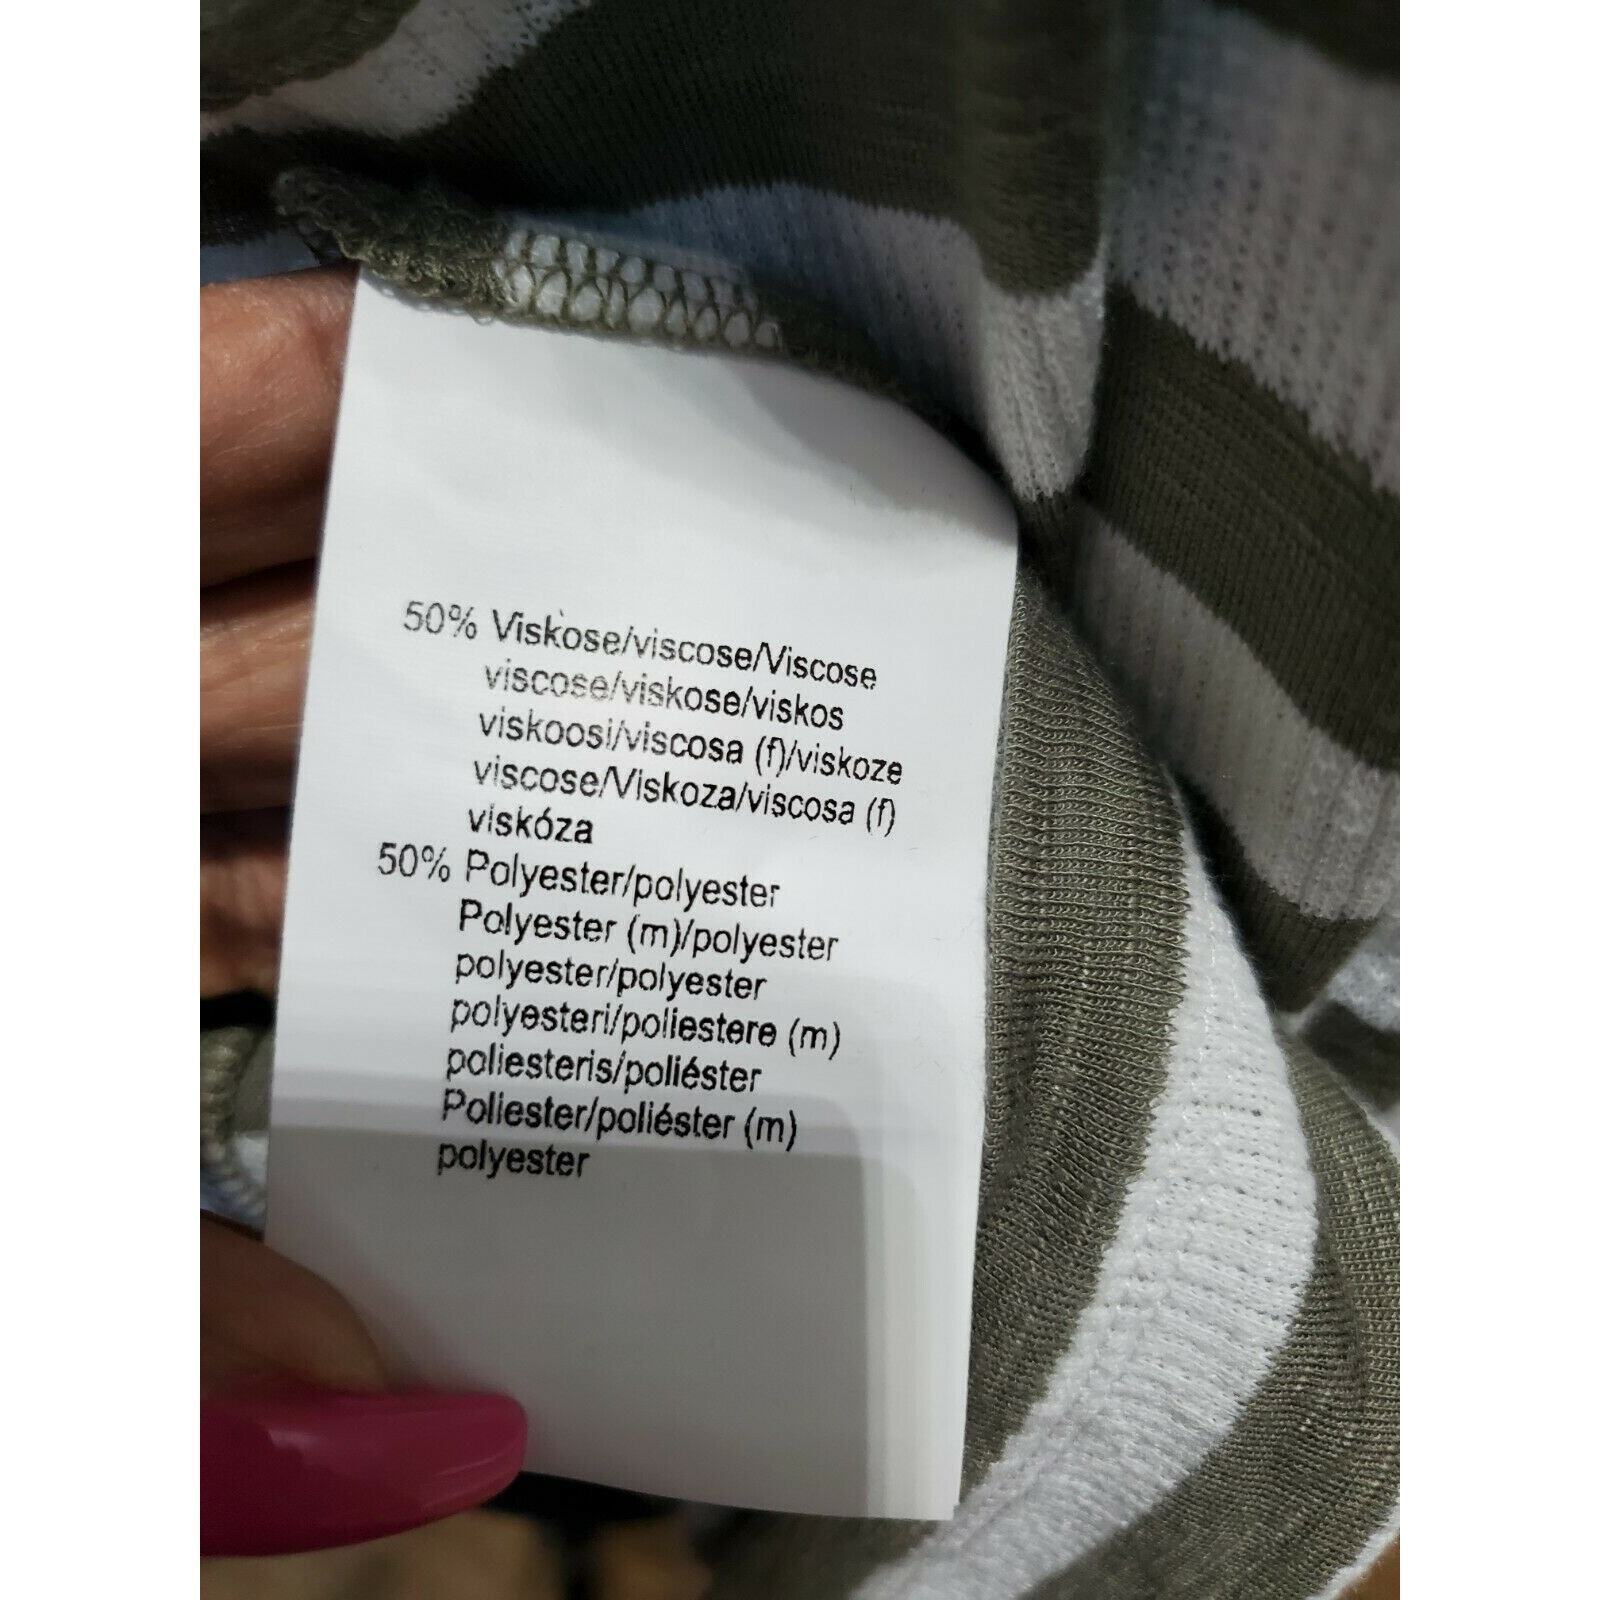 50% Viskose/viscose/Viscose
viscose/viskose/viskos
viskoosi/viscosa (f)/viskoze
viscose/Viskoza/viscosa (f)
viskóza
50% Polyester/polyester
Polyester (m)/polyester
polyester/polyester
polyesteri/poliestere (m)
poliesteris/poliéster
Poliester/poliéster (m)
polyester